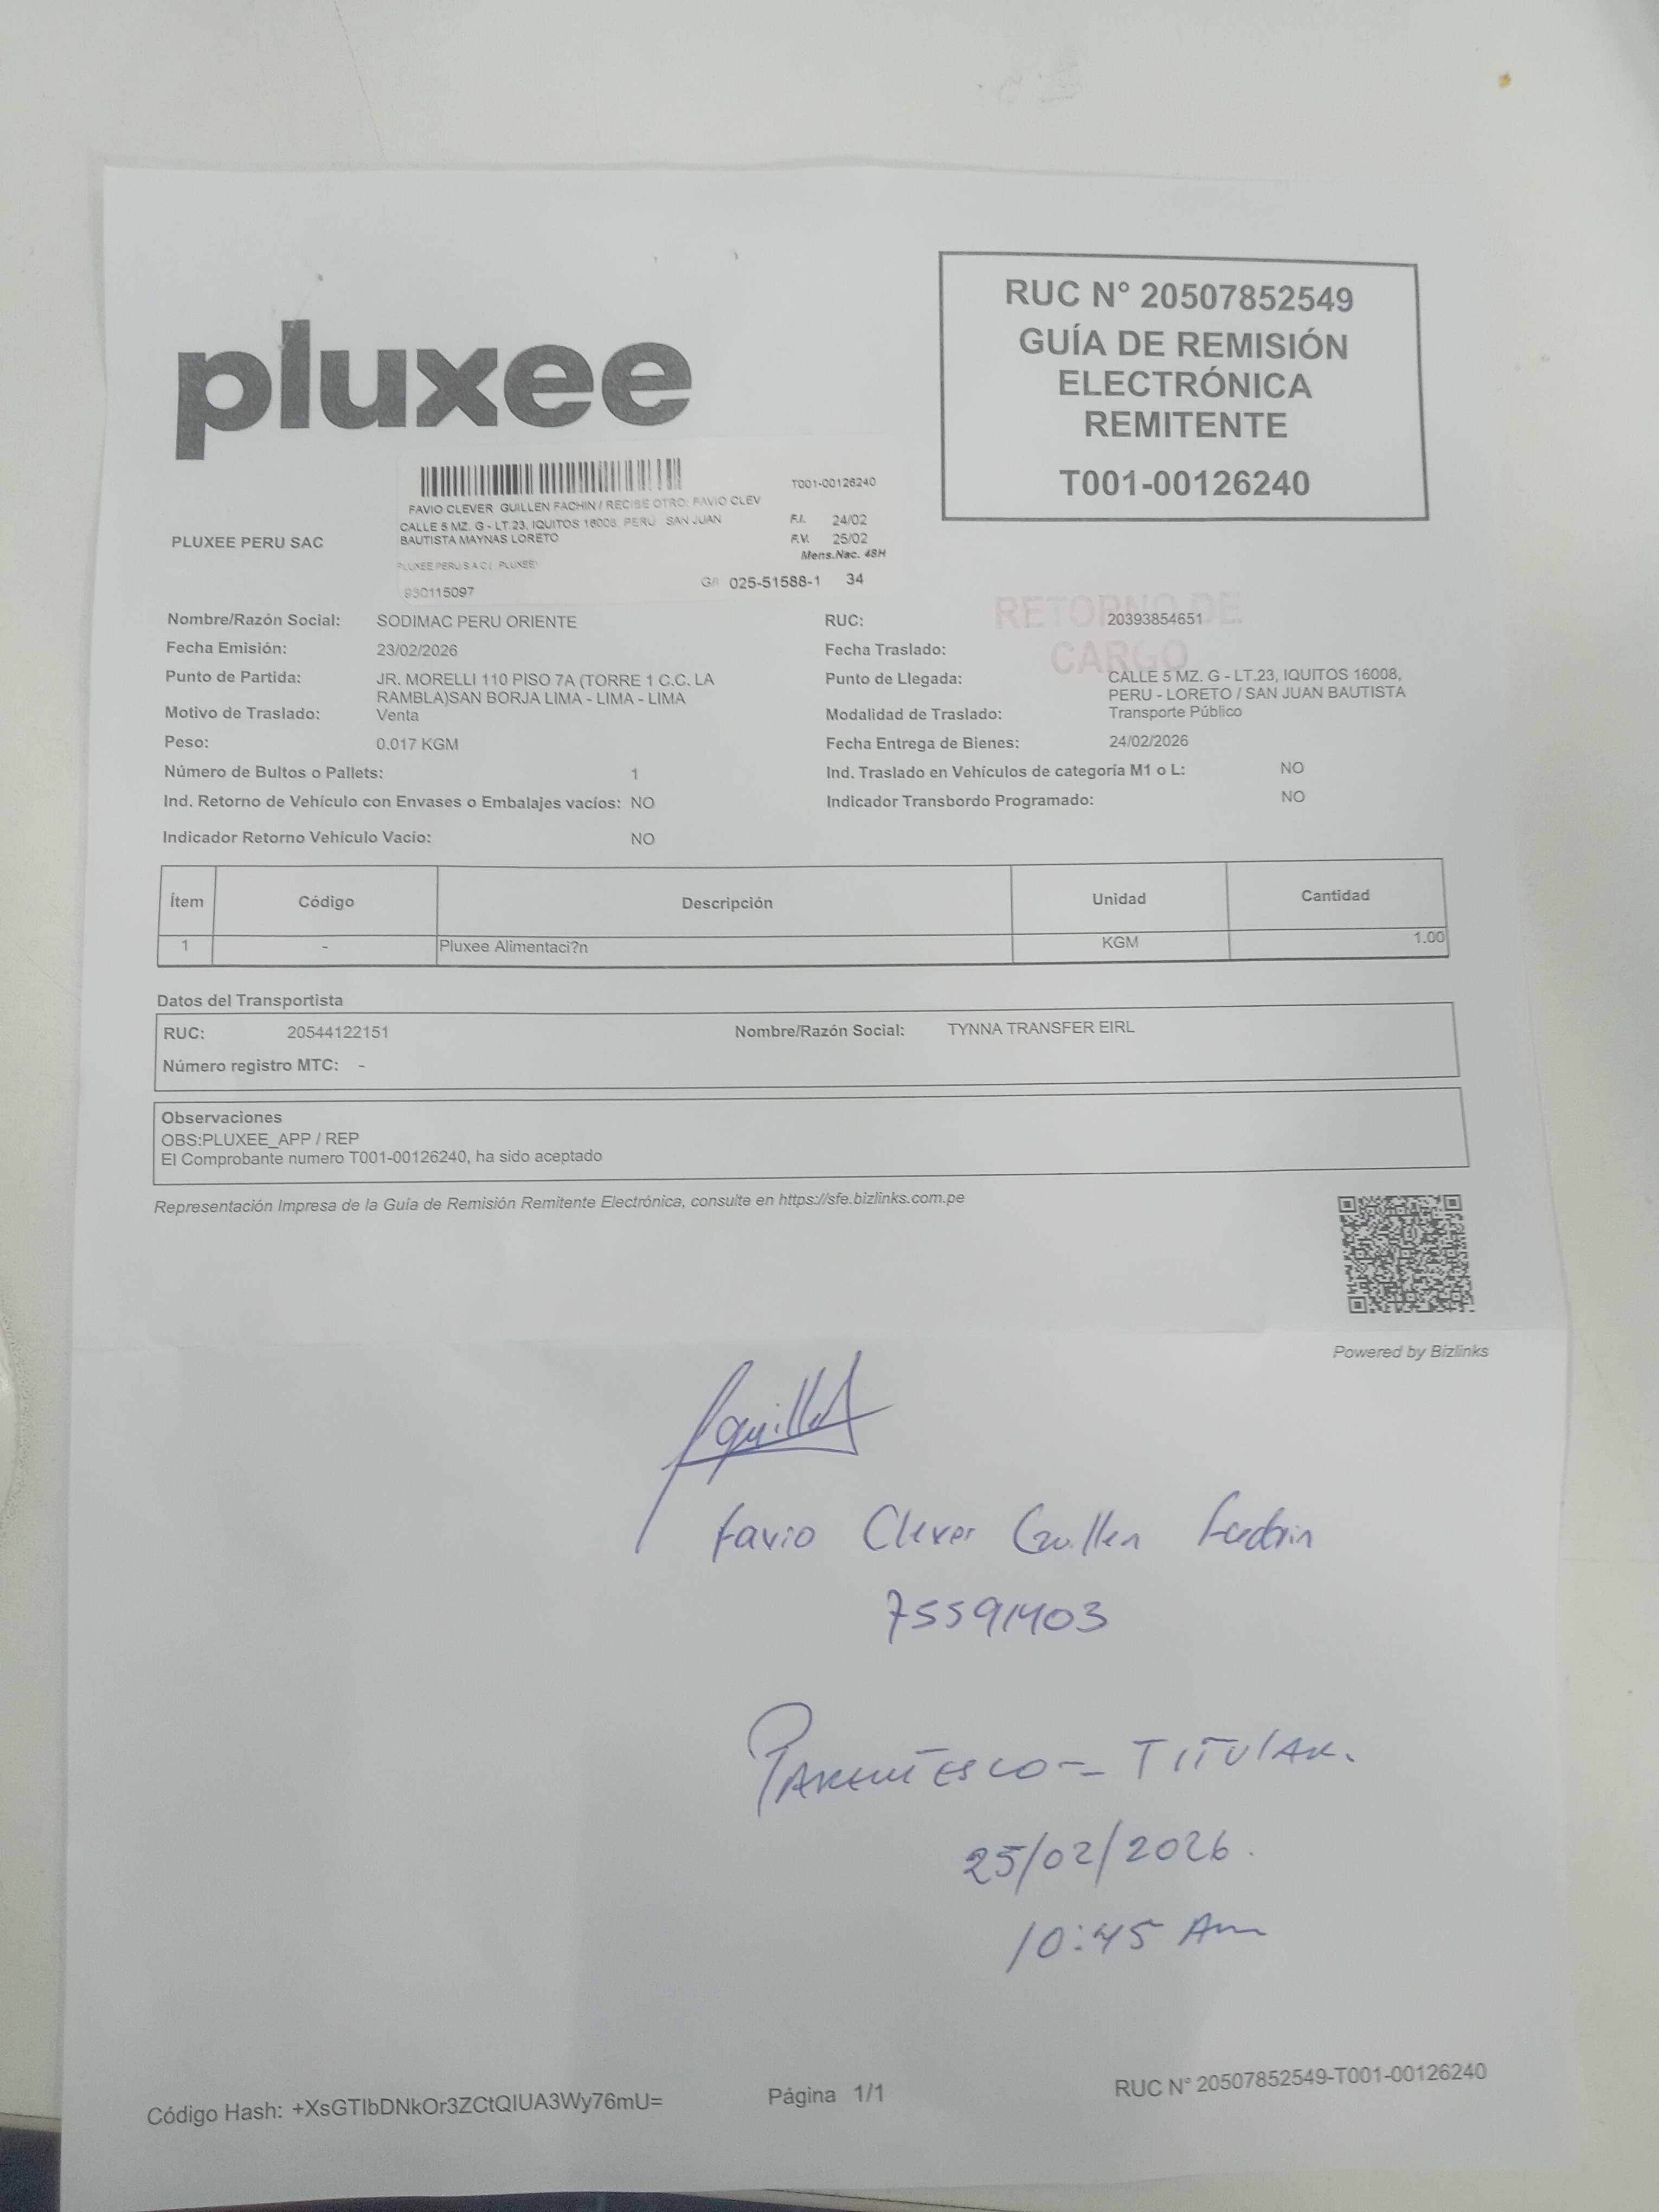 pluxee
RUC N° 20507852549
GUÍA DE REMISIÓN
ELECTRÓNICA
REMITENTE
T001-00126240
T001-00126240
FAVIO CLEVER GUILLEN FACHIN / RECIBE OTRO: FAVIO CLEV
CALLE 5 MZ. G - LT.23, IQUITOS 16008, PERU SAN JUAN
BAUTISTA MAYNAS LORETO
F.I. 24/02
F.V. 25/02
Mens.Nac. 48H
PLUXEE PERU S A C ( PLUXEE)
G/I 025-51588-1 34
930115097
PLUXEE PERU SAC
RETORNO DE
CARGO
Nombre/Razón Social: SODIMAC PERU ORIENTE RUC: 20393854651
Fecha Emisión: 23/02/2026 Fecha Traslado:
Punto de Partida: JR. MORELLI 110 PISO 7A (TORRE 1 C.C. LA
RAMBLA)SAN BORJA LIMA - LIMA - LIMA
Punto de Llegada: CALLE 5 MZ. G - LT.23, IQUITOS 16008,
PERU - LORETO / SAN JUAN BAUTISTA
Motivo de Traslado: Venta Modalidad de Traslado: Transporte Público
Peso: 0.017 KGM Fecha Entrega de Bienes: 24/02/2026
Número de Bultos o Pallets: 1 Ind. Traslado en Vehículos de categoría M1 o L: NO
Ind. Retorno de Vehículo con Envases o Embalajes vacíos: NO Indicador Transbordo Programado: NO
Indicador Retorno Vehículo Vacio: NO
Ítem Código Descripción Unidad Cantidad
1 - Pluxee Alimentaci?n KGM 1.00
Datos del Transportista
RUC: 20544122151 Nombre/Razón Social: TYNNA TRANSFER EIRL
Número registro MTC: -
Observaciones
OBS:PLUXEE_APP / REP
El Comprobante numero T001-00126240, ha sido aceptado
Representación Impresa de la Guía de Remisión Remitente Electrónica, consulte en https://sfe.bizlinks.com.pe
Powered by Bizlinks
Favio Clever Guillen Fachin
75591403
PARENTESCO = TITULAR.
25/02/2026.
10:45 Am
Código Hash: +XsGTIbDNkOr3ZCtQIUA3Wy76mU= Página 1/1 RUC N° 20507852549-T001-00126240